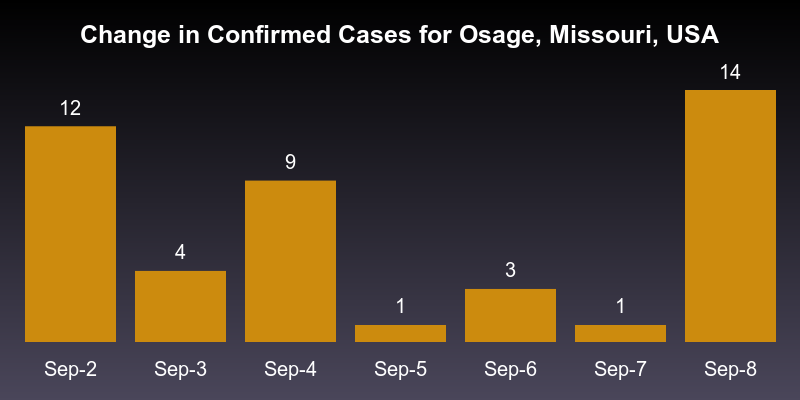 Change in Confirmed Cases for Osage, Missouri, USA
12
4
9
1
3
1
14
Sep-2
Sep-3
Sep-4
Sep-5
Sep-6
Sep-7
Sep-8